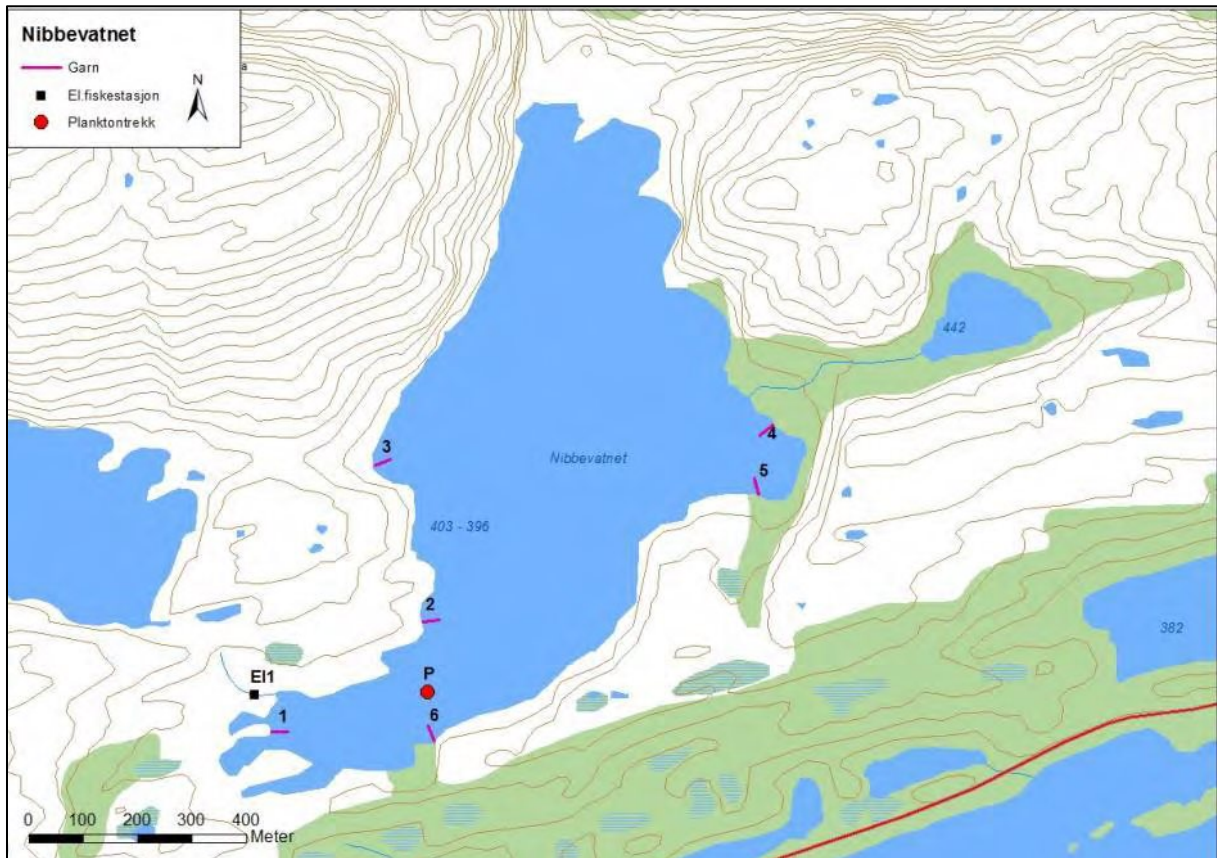 Nibbevatnet
Garn
El.fiskestasjon
Planktontrekk
N
a
442
4
3
Nibbevatnet
5
403 - 396
2
382
El1
P
1
6
0 100 200 300 400
Meter